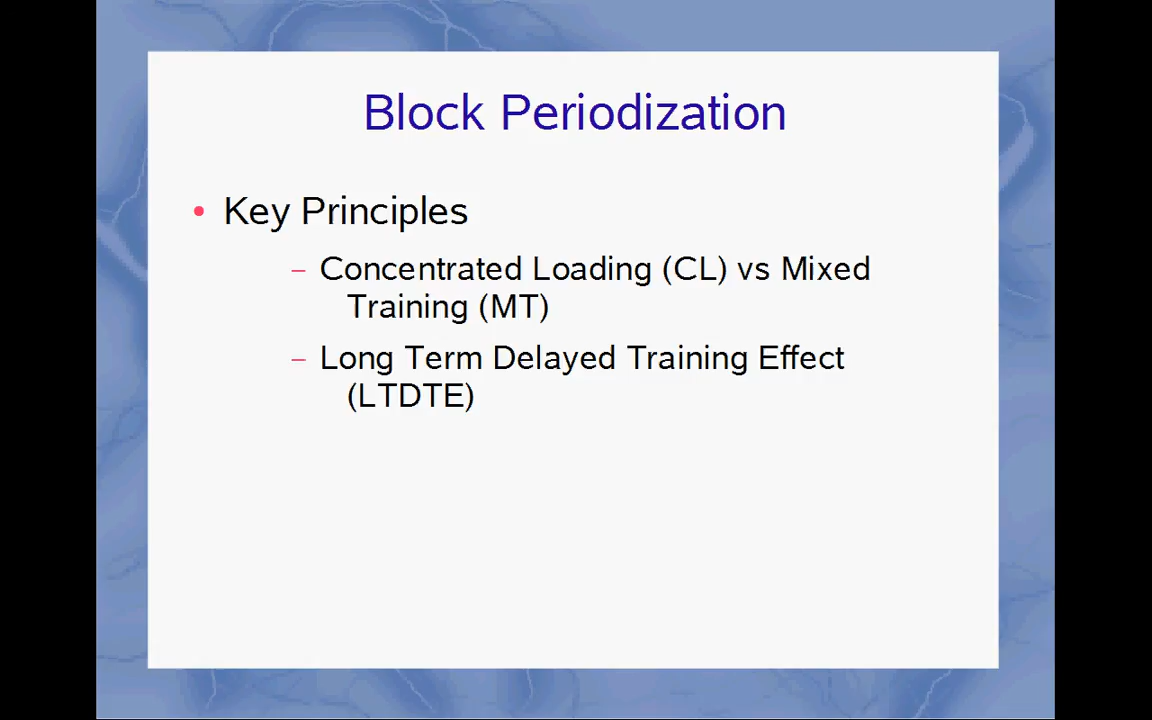 Block Periodization
• Key Principles
– Concentrated Loading (CL) vs Mixed
Training (MT)
– Long Term Delayed Training Effect
(LTDTE)